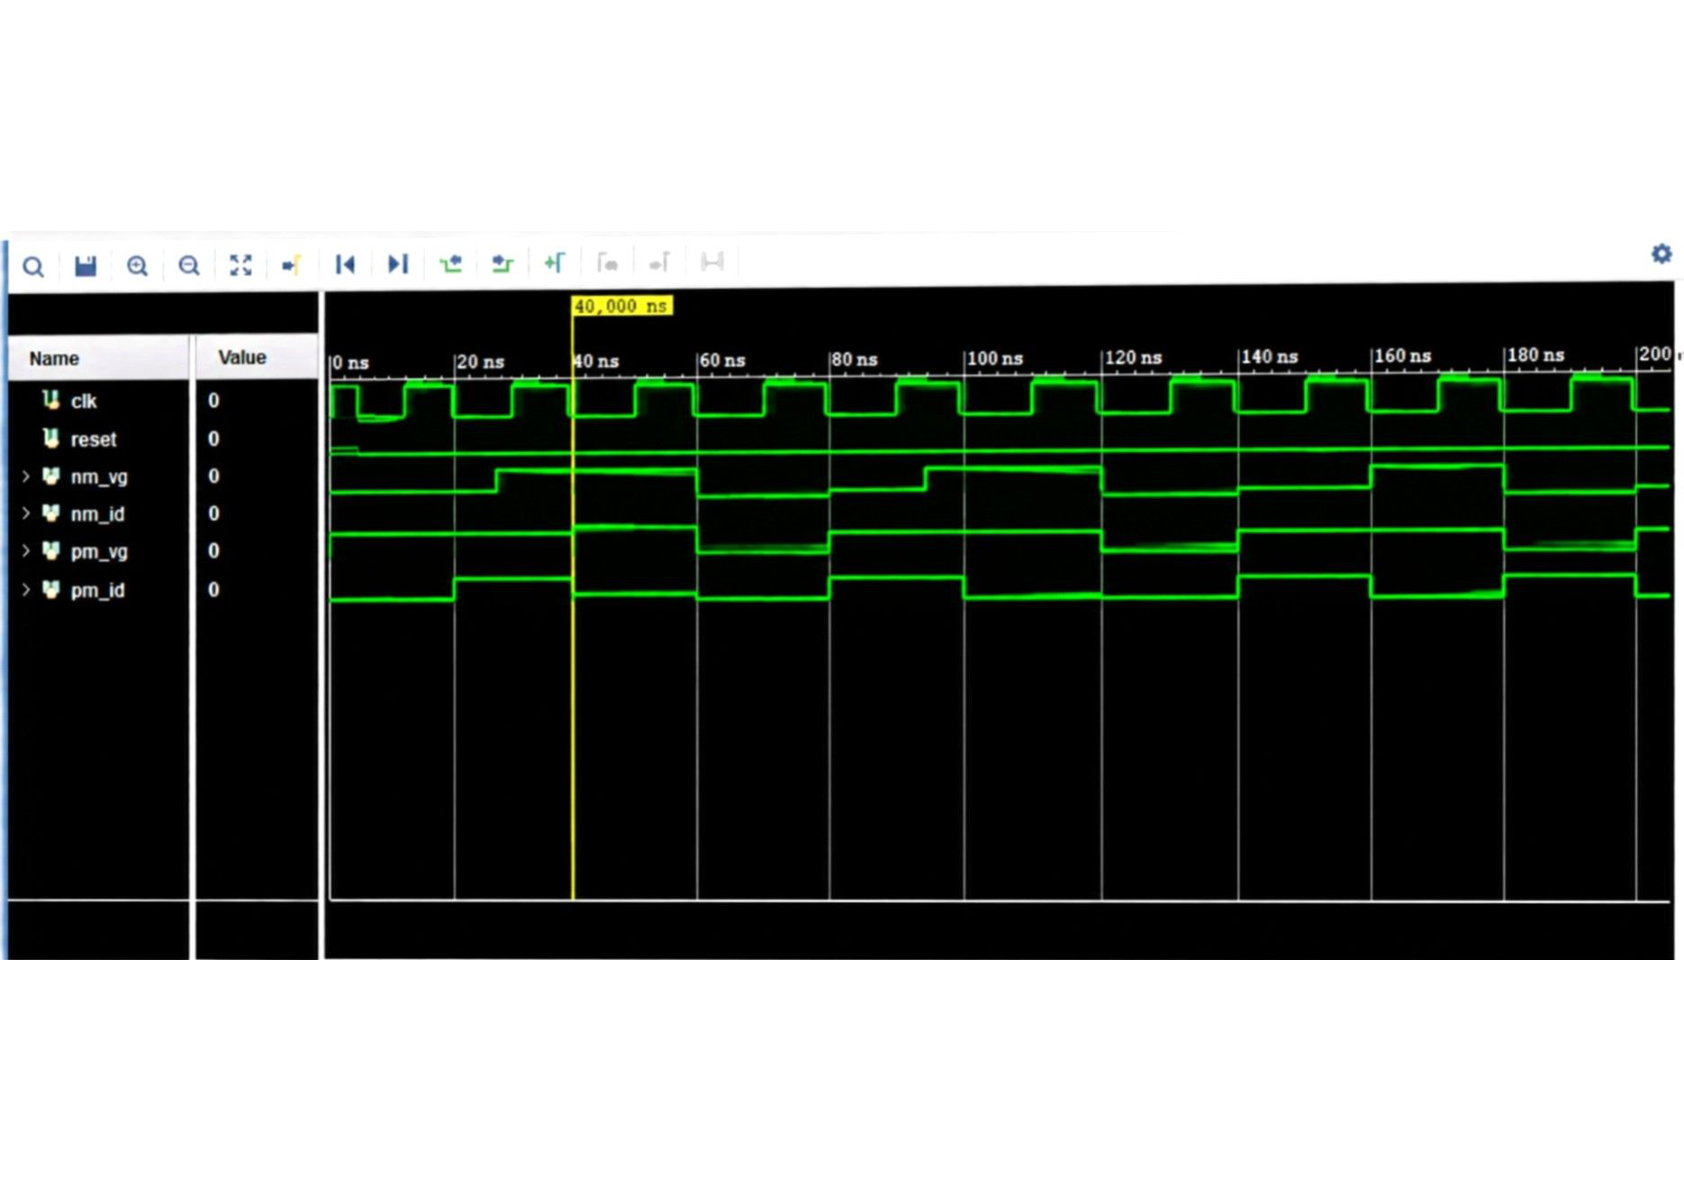 40,000 ns
Name Value
0 ns 20 ns 40 ns 60 ns 80 ns 100 ns 120 ns 140 ns 160 ns 180 ns 200
clk 0
reset 0
nm_vg 0
nm_id 0
pm_vg 0
pm_id 0